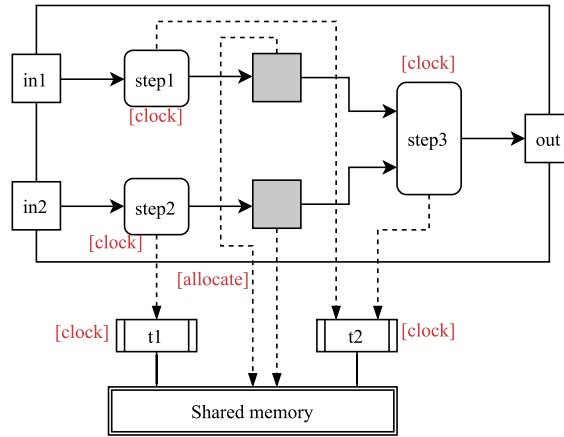 in1
step1
[clock]
[clock]
step3
out
in2
step2
[clock]
[allocate]
[clock]
t1
t2
[clock]
Shared memory